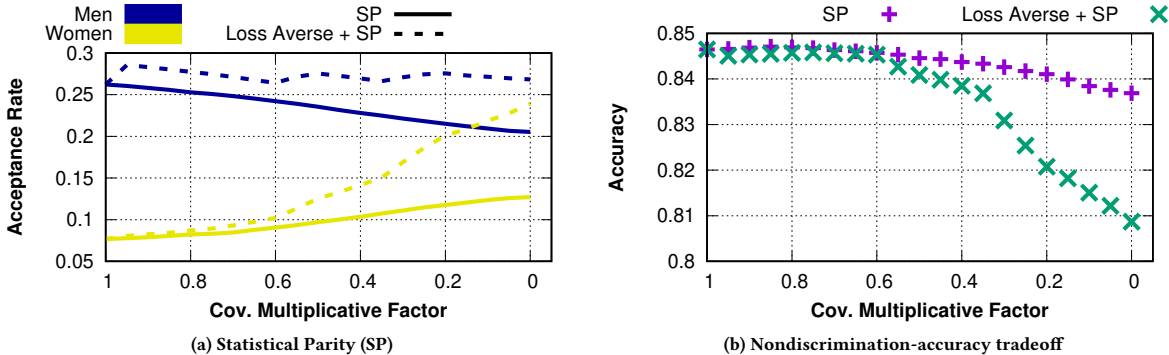 Men
Women
SP
Loss Averse + SP
0.3
0.25
0.2
0.15
0.1
0.05
Acceptance Rate
1 0.8 0.6 0.4 0.2 0
Cov. Multiplicative Factor
(a) Statistical Parity (SP)
SP
Loss Averse + SP
0.85
0.84
0.83
0.82
0.81
0.8
Accuracy
1 0.8 0.6 0.4 0.2 0
Cov. Multiplicative Factor
(b) Nondiscrimination-accuracy tradeoff